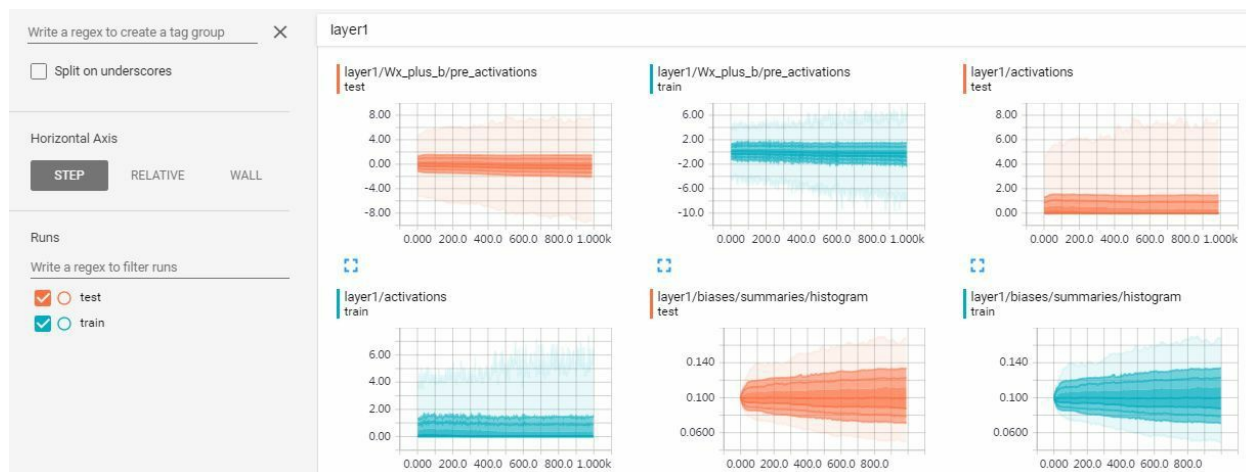 Write a regex to create a tag group
layer1
Split on underscores
Horizontal Axis
STEP RELATIVE WALL
Runs
Write a regex to filter runs
test
train
layer1/Wx_plus_b/pre_activations
test
8.00
4.00
0.00
-4.00
-8.00
0.000 200.0 400.0 600.0 800.0 1.000k
layer1/Wx_plus_b/pre_activations
train
6.00
2.00
-2.00
-6.00
-10.0
0.000 200.0 400.0 600.0 800.0 1.000k
layer1/activations
test
8.00
6.00
4.00
2.00
0.00
0.000 200.0 400.0 600.0 800.0 1.000k
layer1/activations
train
6.00
4.00
2.00
0.00
0.000 200.0 400.0 600.0 800.0 1.000k
layer1/biases/summaries/histogram
test
0.140
0.100
0.0600
0.000 200.0 400.0 600.0 800.0
layer1/biases/summaries/histogram
train
0.140
0.100
0.0600
0.000 200.0 400.0 600.0 800.0